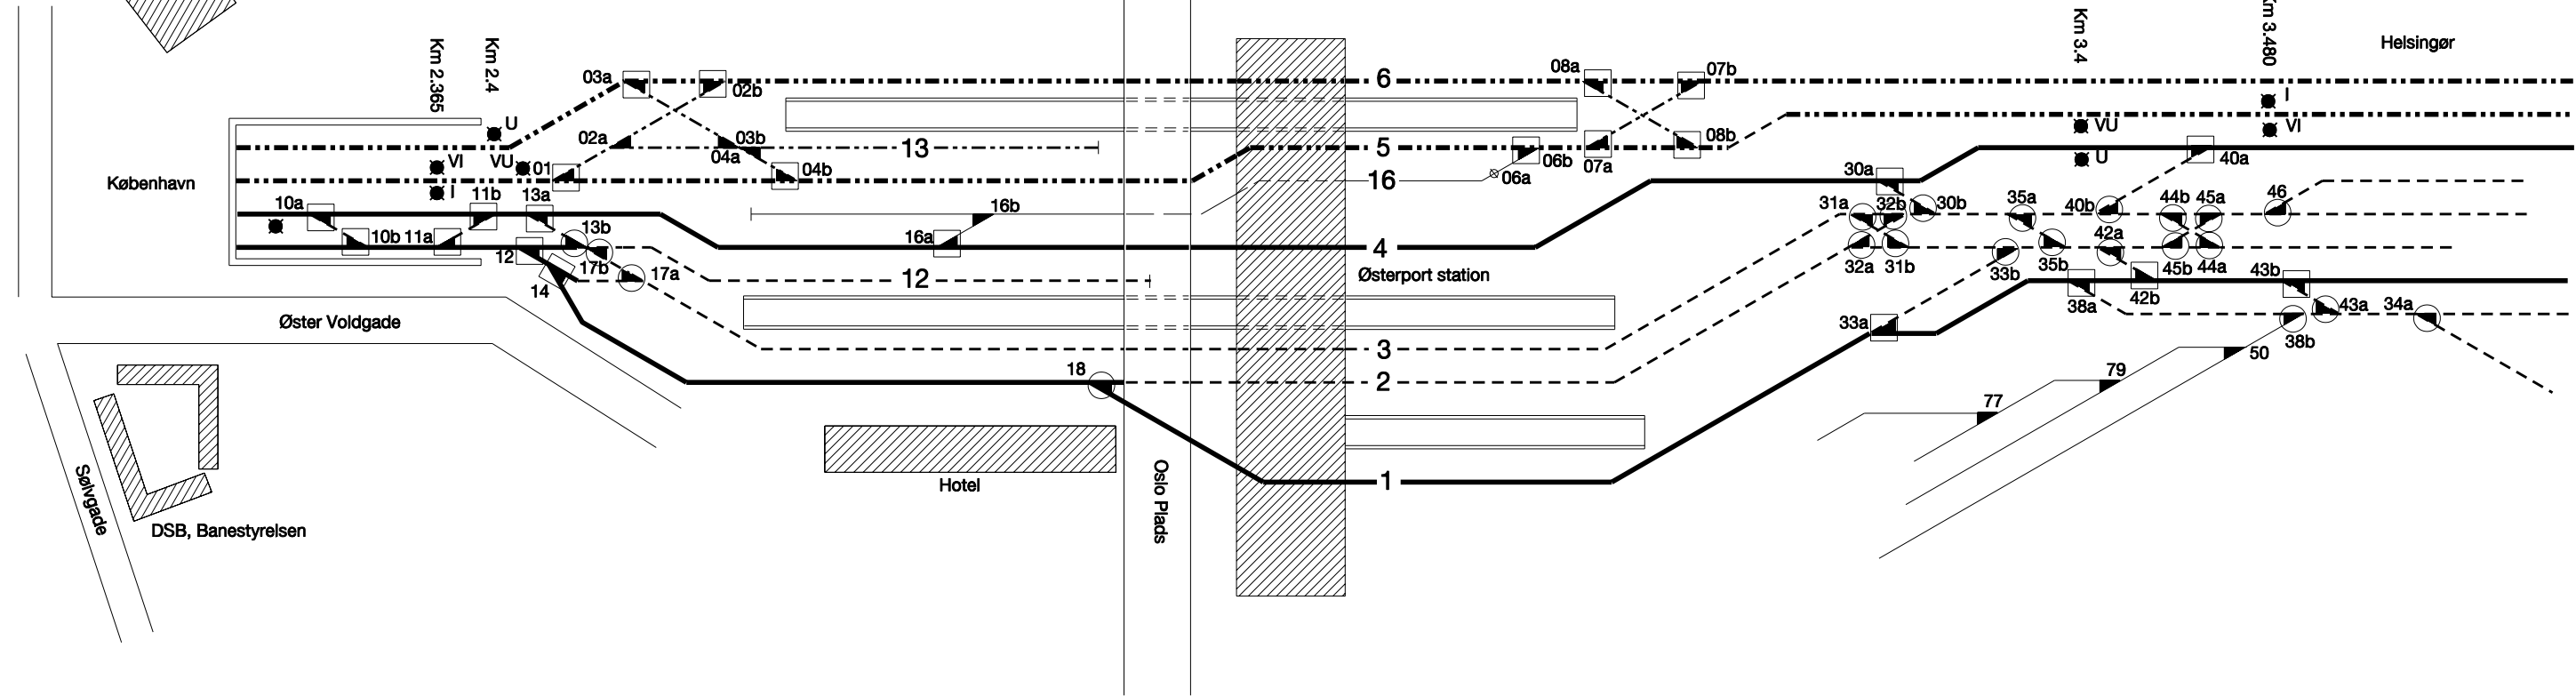 Km 2.365
Km 2.4
Km 3.4
Km 3.480
Helsingør
03a
02b
6
08a
07b
U
I
02a
03b
04a
13
5
06b
07a
08b
VU
VI
VI
VU
01
04b
16
06a
U
40a
København
I
30a
10a
11b
13a
16b
31a
32b
30b
35a
40b
44b
45a
46
10b
11a
12
13b
16a
4
32a
31b
33b
35b
42a
45b
44a
43b
17b
17a
12
Østerport station
14
38a
42b
Øster Voldgade
33a
38b
43a
34a
3
50
18
2
79
77
Sølvgade
Hotel
Oslo Plads
1
DSB, Banestyrelsen